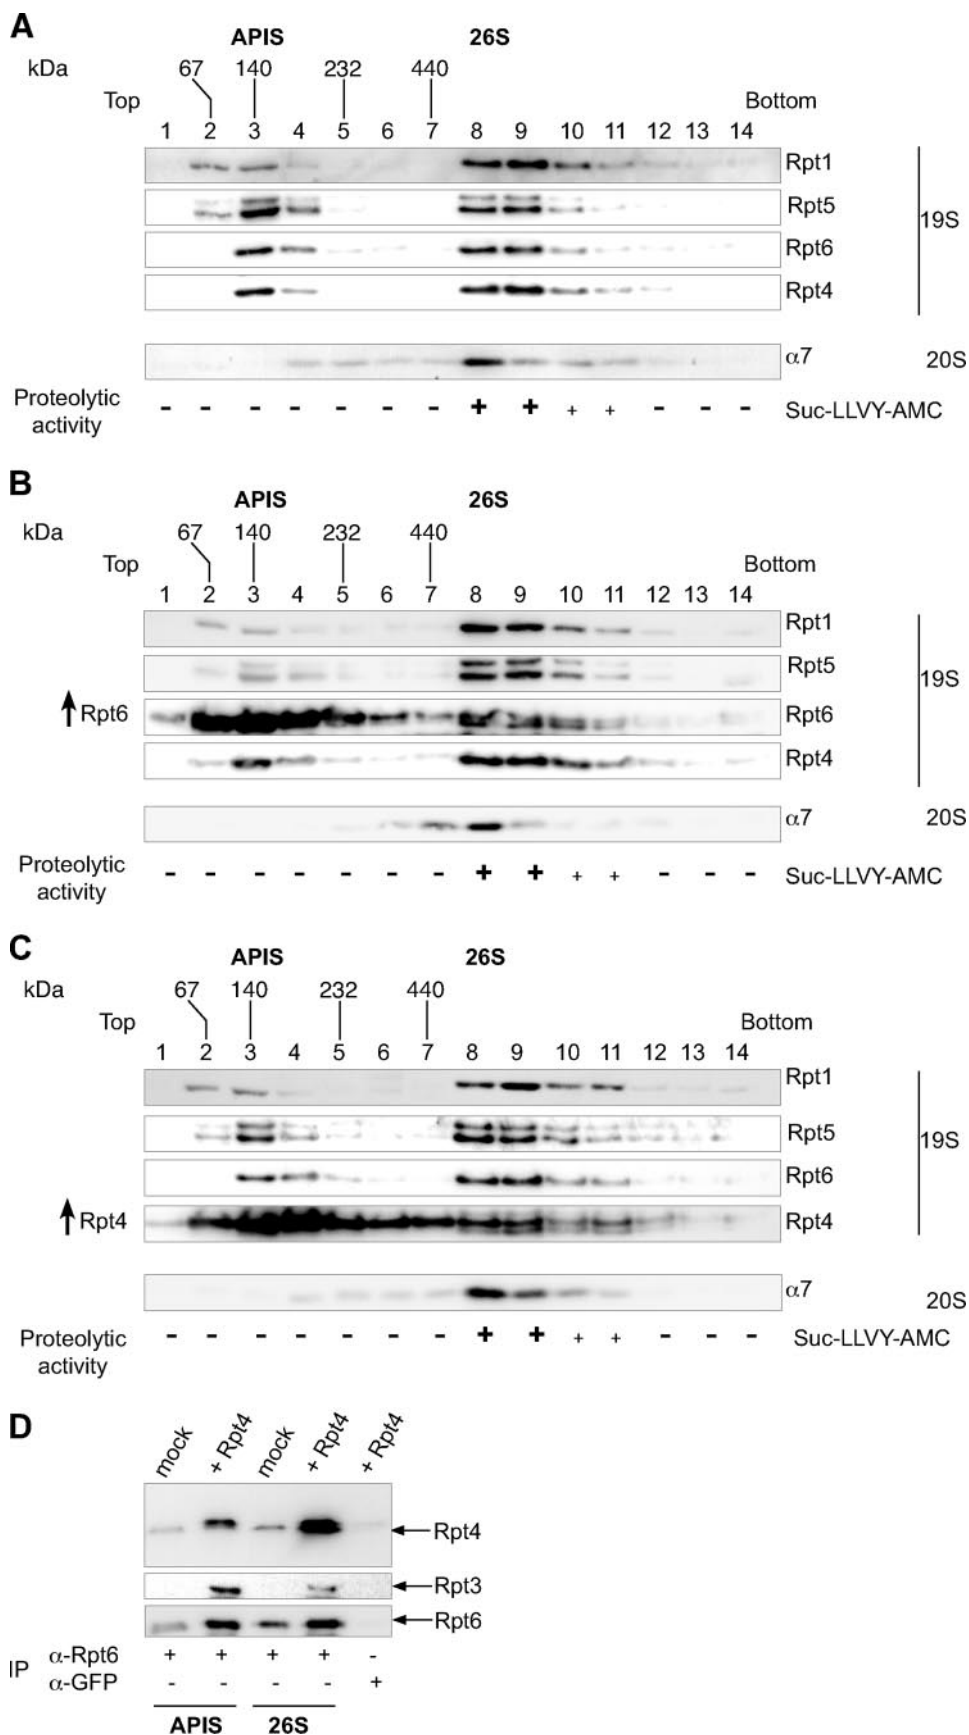 A
APIS 26S
kDa 67 140 232 440
Top Bottom
1 2 3 4 5 6 7 8 9 10 11 12 13 14
Rpt1
Rpt5
19S
Rpt6
Rpt4
α7 20S
Proteolytic
activity
- - - - - - - + + + + - - - Suc-LLVY-AMC
B
APIS 26S
kDa 67 140 232 440
Top Bottom
1 2 3 4 5 6 7 8 9 10 11 12 13 14
Rpt1
Rpt5
19S
Rpt6 Rpt6
Rpt4
α7 20S
Proteolytic
activity
- - - - - - - + + + + - - - Suc-LLVY-AMC
C
APIS 26S
kDa 67 140 232 440
Top Bottom
1 2 3 4 5 6 7 8 9 10 11 12 13 14
Rpt1
Rpt5
19S
Rpt6
Rpt4 Rpt4
α7 20S
Proteolytic
activity
- - - - - - - + + + + - - - Suc-LLVY-AMC
D
mock + Rpt4 mock + Rpt4 + Rpt4
Rpt4
Rpt3
Rpt6
IP
α-Rpt6 + + + + -
α-GFP - - - - +
APIS 26S